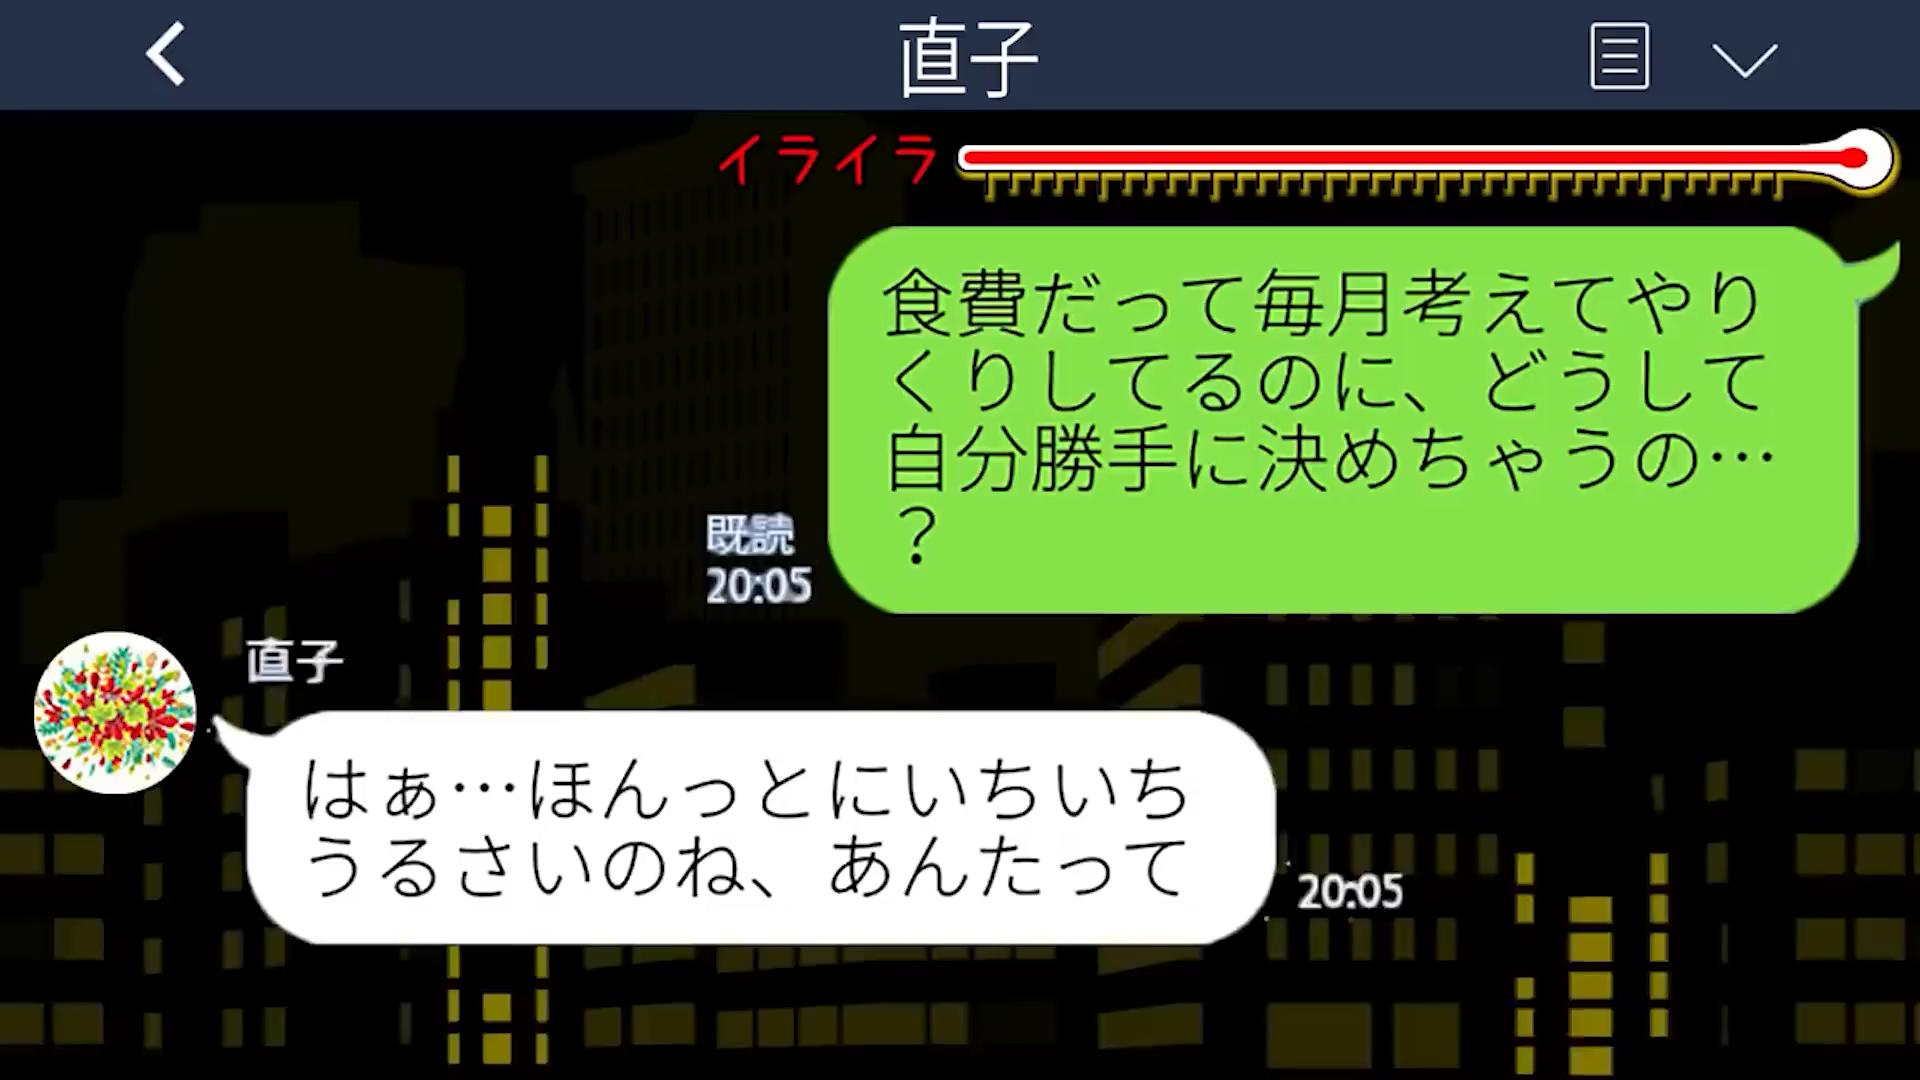 直子
イライラ
食費だって毎月考えてやり
くりしてるのに、どうして
自分勝手に決めちゃうの…
？
既読
20:05
直子
はぁ…ほんっとにいちいち
うるさいのね、あんたって
20:05